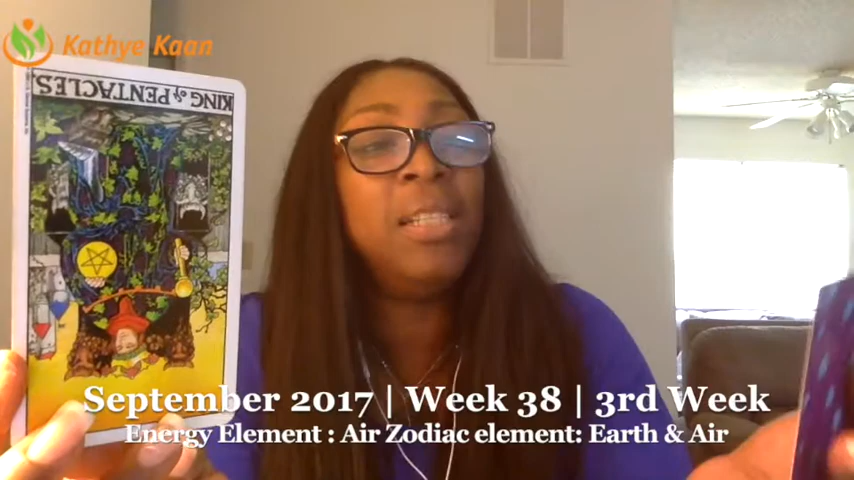 Kathye Kaan
KING of PENTACLES.
September 2017 | Week 38 | 3rd Week
Energy Element : Air Zodiac element: Earth & Air